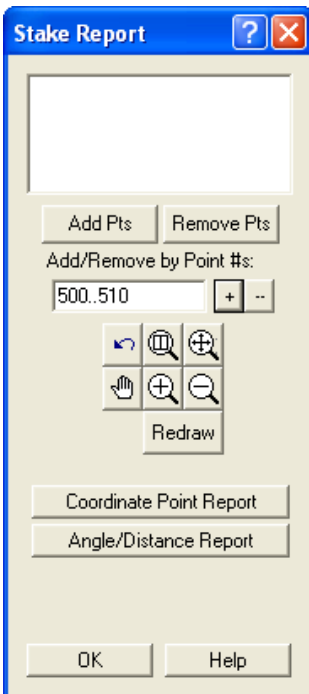 Stake Report
Add Pts Remove Pts
Add/Remove by Point #s:
500..510 + --
Redraw
Coordinate Point Report
Angle/Distance Report
OK Help